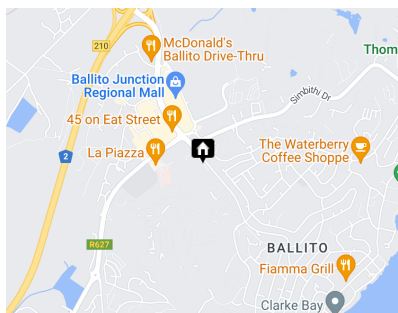 210
McDonald's
Ballito Drive-Thru
Thom
Ballito Junction
Regional Mall
Simbithi Dr
45 on Eat Street
The Waterberry
Coffee Shoppe
La Piazza
2
R627
BALLITO
Fiamma Grill
Clarke Bay